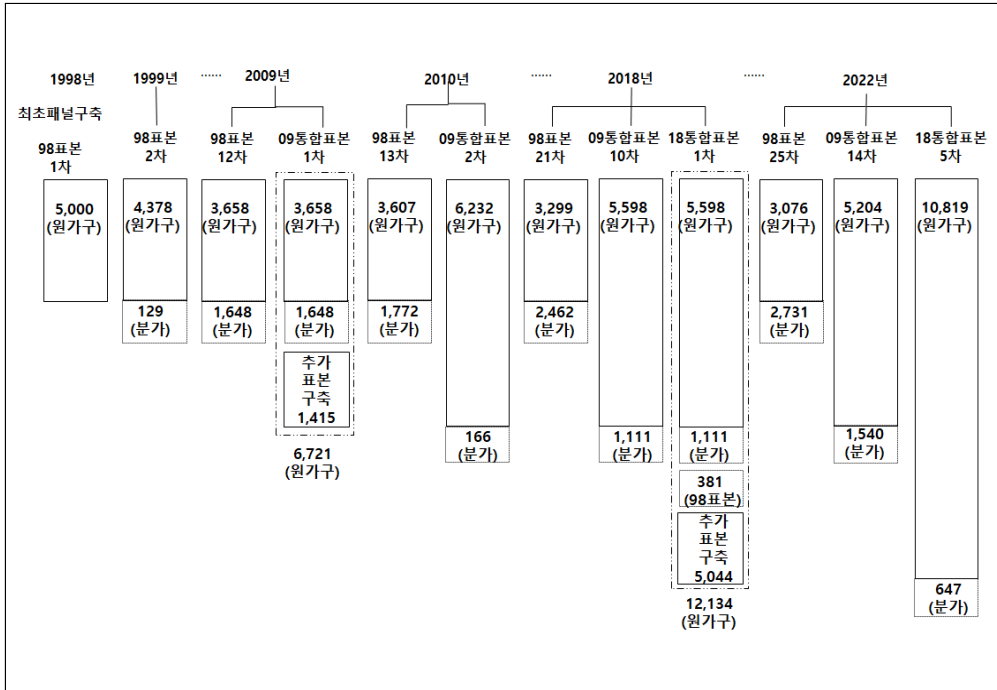 1998년
1999년
······
2009년
2010년
······
2018년
······
2022년
최초패널구축
98표본
1차
98표본
2차
98표본
12차
09통합표본
1차
98표본
13차
09통합표본
2차
98표본
21차
09통합표본
10차
18통합표본
1차
98표본
25차
09통합표본
14차
18통합표본
5차
5,000
(원가구)
4,378
(원가구)
3,658
(원가구)
3,658
(원가구)
3,607
(원가구)
6,232
(원가구)
3,299
(원가구)
5,598
(원가구)
5,598
(원가구)
3,076
(원가구)
5,204
(원가구)
10,819
(원가구)
129
(분가)
1,648
(분가)
1,648
(분가)
1,772
(분가)
2,462
(분가)
2,731
(분가)
추가
표본
구축
1,415
6,721
(원가구)
166
(분가)
1,111
(분가)
1,111
(분가)
1,540
(분가)
381
(98표본)
추가
표본
구축
5,044
12,134
(원가구)
647
(분가)